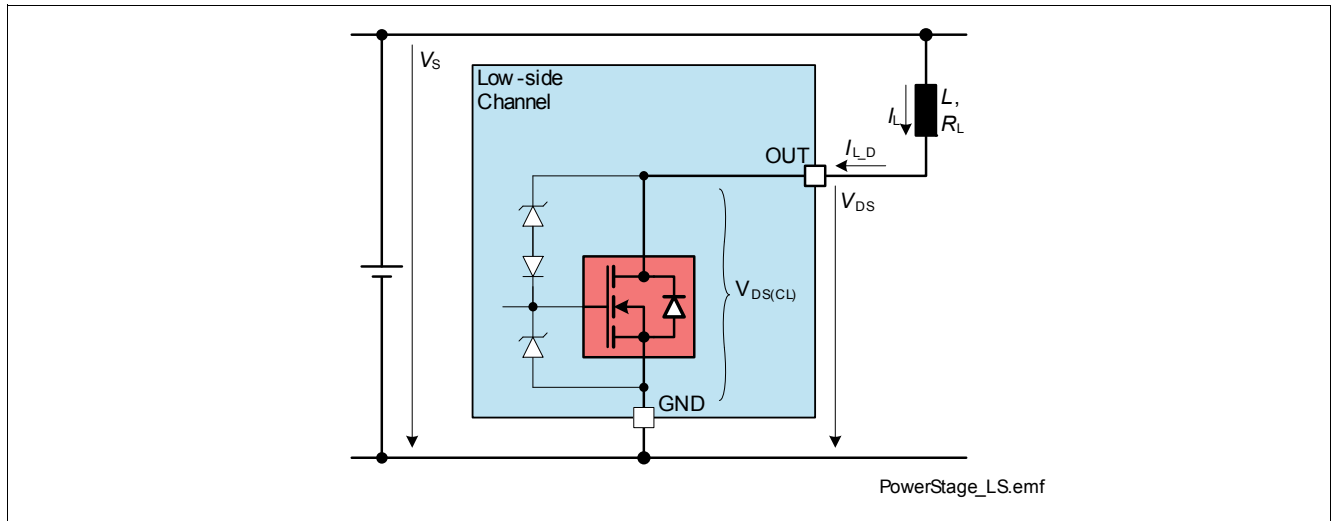 VS
Low-side
Channel
L,
RL
IL
IL_D
OUT
VDS
VDS(CL)
GND
PowerStage_LS.emf